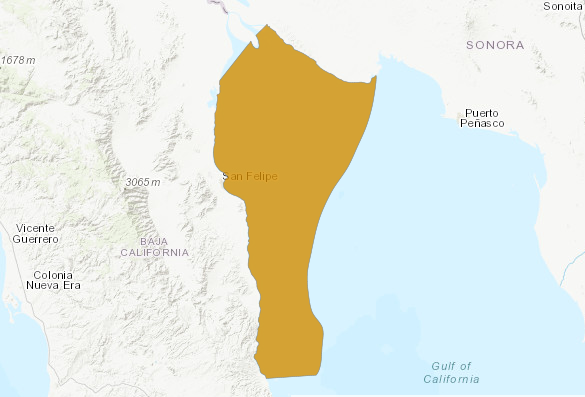 Sonoita
SONORA
1678 m
Puerto
Peñasco
San Felipe
3065 m
Vicente
Guerrero
BAJA
CALIFORNIA
Colonia
Nueva Era
Gulf of
California